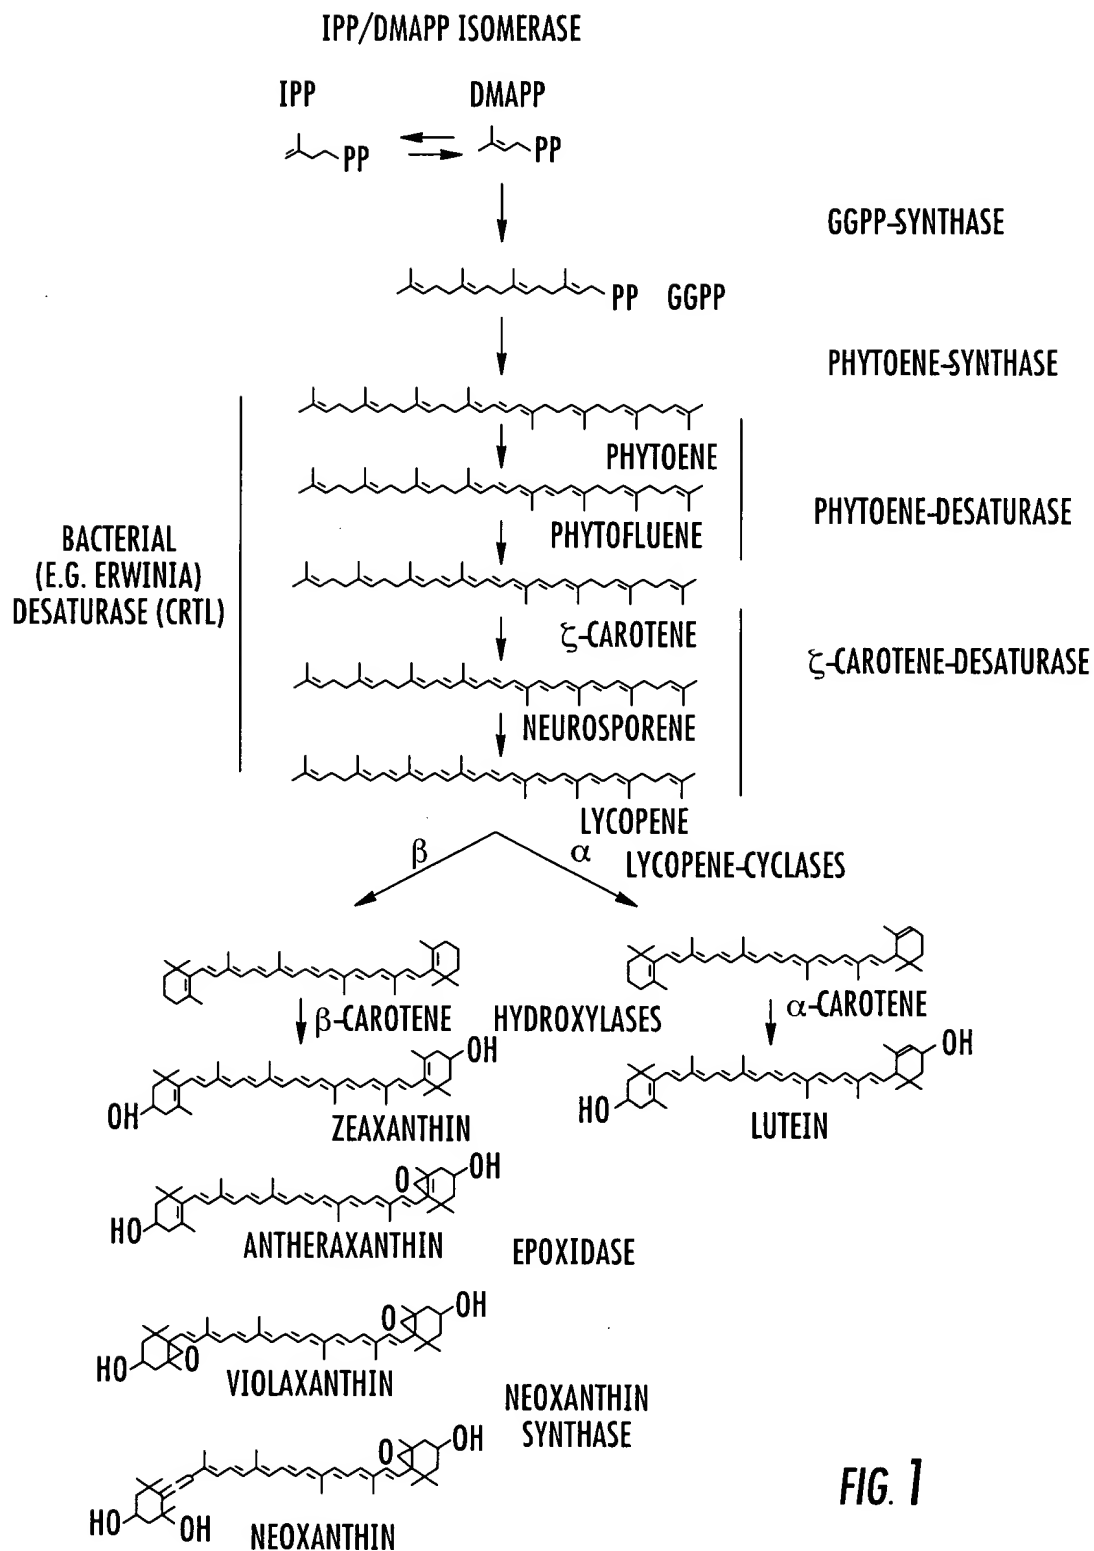 IPP/DMAPP ISOMERASE
IPP
DMAPP
PP
PP
GGPP-SYNTHASE
PP GGPP
PHYTOENE-SYNTHASE
PHYTOENE
PHYTOENE-DESATURASE
PHYTOFLUENE
BACTERIAL
(E.G. ERWINIA)
DESATURASE (CRTL)
ζ-CAROTENE
ζ-CAROTENE-DESATURASE
NEUROSPORENE
LYCOPENE
β
α
LYCOPENE-CYCLASES
β-CAROTENE
HYDROXYLASES
α-CAROTENE
OH
OH
OH
HO
ZEAXANTHIN
LUTEIN
O
OH
HO
ANTHERAXANTHIN
EPOXIDASE
O
OH
HO
O
VIOLAXANTHIN
NEOXANTHIN
SYNTHASE
O
OH
HO
OH
NEOXANTHIN
FIG. 1